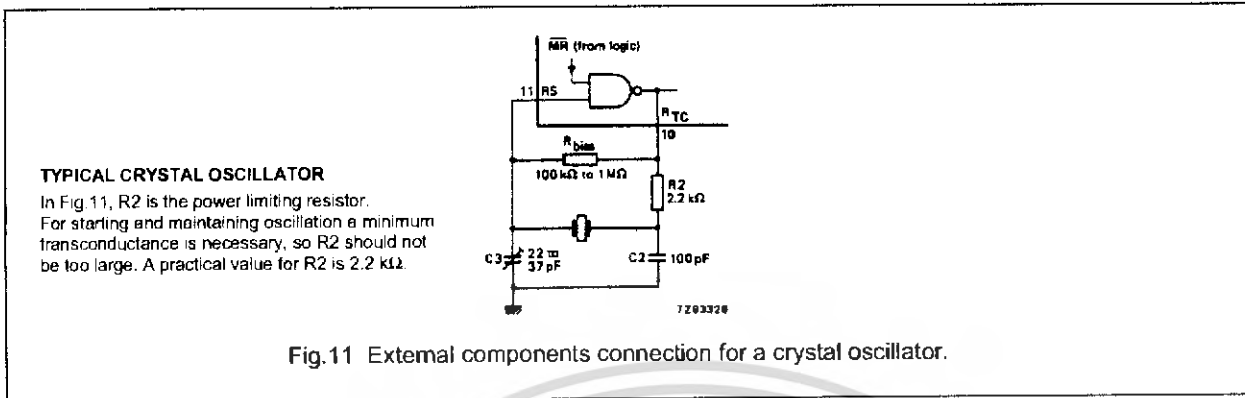 MR (from logic)
11 RS
RTC
10
Rbias
100 kΩ to 1MΩ
R2
2.2 kΩ
TYPICAL CRYSTAL OSCILLATOR
In Fig.11, R2 is the power limiting resistor.
For starting and maintaining oscillation a minimum
transconductance is necessary, so R2 should not
be too large. A practical value for R2 is 2.2 kΩ.
C3 22 to
37 pF
C2 100 pF
Fig.11 External components connection for a crystal oscillator.